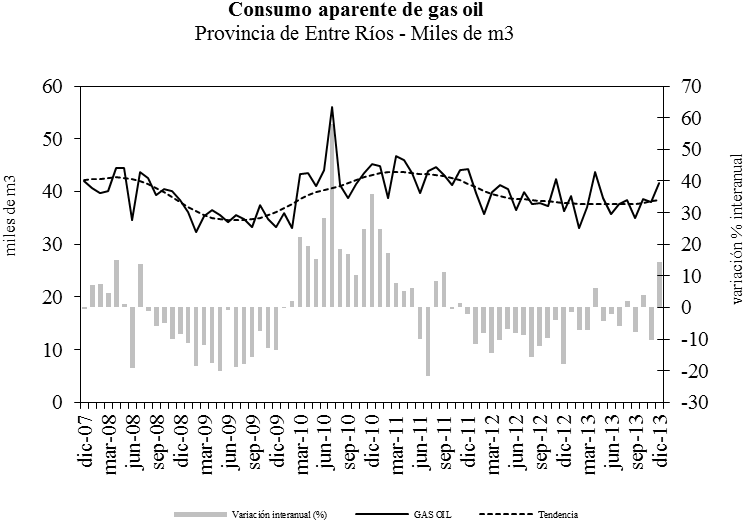 Consumo aparente de gas oil
Provincia de Entre Ríos - Miles de m3
miles de m3
60
50
40
30
20
10
0
70
60
50
40
30
20
10
0
-10
-20
-30
variación % interanual
dic-07
mar-08
jun-08
sep-08
dic-08
mar-09
jun-09
sep-09
dic-09
mar-10
jun-10
sep-10
dic-10
mar-11
jun-11
sep-11
dic-11
mar-12
jun-12
sep-12
dic-12
mar-13
jun-13
sep-13
dic-13
Variación interanual (%)
GAS OIL
Tendencia